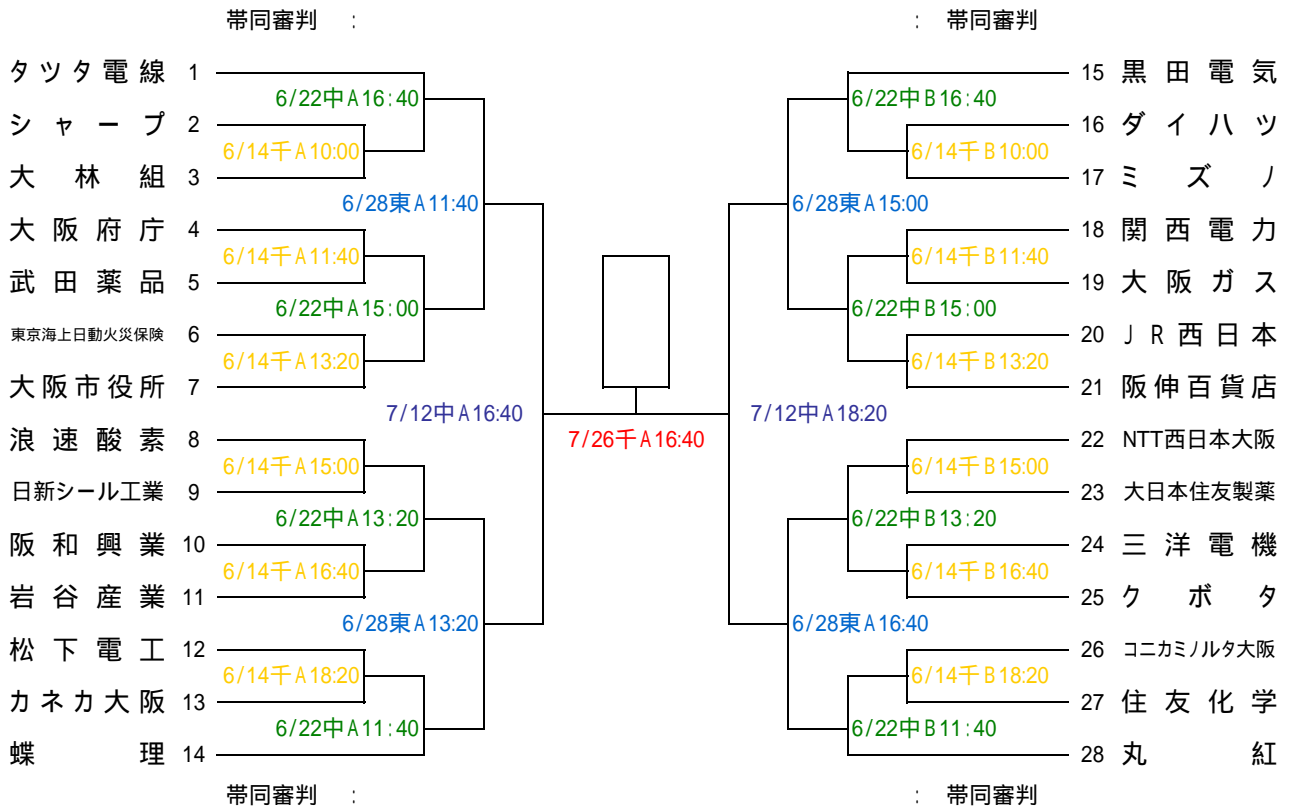 帯同審判 : : 帯同審判
タツタ電線 1 15 黒田電気
6/22中A16:40 6/22中B16:40
シャープ 2 16 ダイハツ
6/14千A10:00 6/14千B10:00
大林組 3 17 ミズノ
6/28東A11:40 6/28東A15:00
大阪府庁 4 18 関西電力
6/14千A11:40 6/14千B11:40
武田薬品 5 19 大阪ガス
6/22中A15:00 6/22中B15:00
東京海上日動火災保険 6 20 JR西日本
6/14千A13:20 6/14千B13:20
大阪市役所 7 21 阪伸百貨店
7/12中A16:40 7/12中A18:20
7/26千A16:40
浪速酸素 8 22 NTT西日本大阪
6/14千A15:00 6/14千B15:00
日新シール工業 9 23 大日本住友製薬
6/22中A13:20 6/22中B13:20
阪和興業 10 24 三洋電機
6/14千A16:40 6/14千B16:40
岩谷産業 11 25 クボタ
6/28東A13:20 6/28東A16:40
松下電工 12 26 コニカミノルタ大阪
6/14千A18:20 6/14千B18:20
カネカ大阪 13 27 住友化学
6/22中A11:40 6/22中B11:40
蝶理 14 28 丸紅
帯同審判 : : 帯同審判